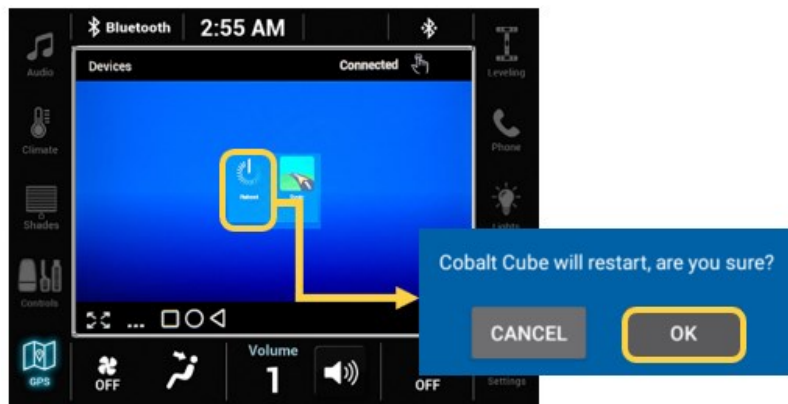 Bluetooth
2:55 AM
Audio
Devices
Connected
Leveling
Climate
Phone
Reboot
Shades
Lights
Cobalt Cube will restart, are you sure?
Controls
CANCEL
OK
GPS
OFF
Volume
1
OFF
Settings